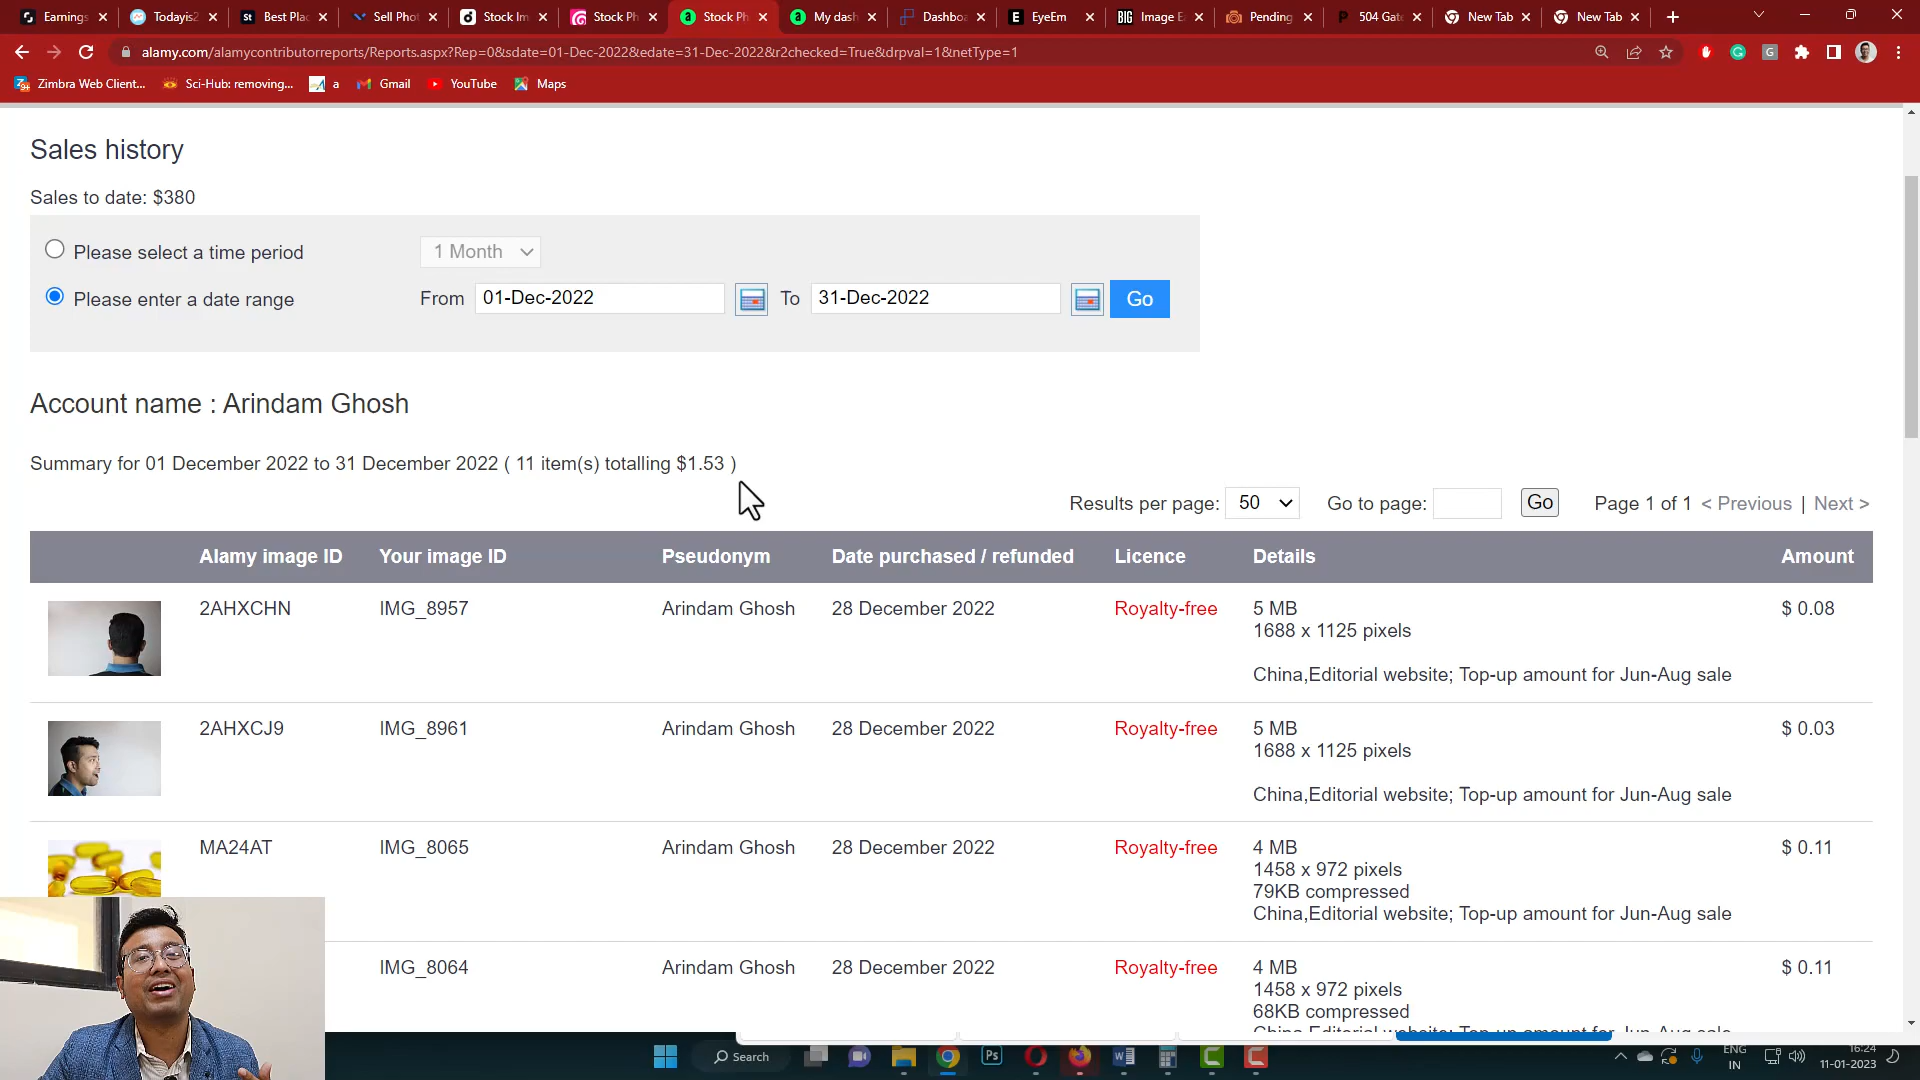 Earnings
Todayis2
Best Plac
Sell Phot
Stock Im
Stock Ph
Stock Ph
My dash
Dashboa
EyeEm
Image E
Pending
504 Gate
New Tab
New Tab
alamy.com/alamycontributorreports/Reports.aspx?Rep=0&sdate=01-Dec-2022&edate=31-Dec-2022&r2checked=True&drpval=1&netType=1
Zimbra Web Client...
Sci-Hub: removing...
a
Gmail
YouTube
Maps
Sales history
Sales to date: $380
Please select a time period
1 Month
Please enter a date range
From 01-Dec-2022 To 31-Dec-2022 Go
Account name : Arindam Ghosh
Summary for 01 December 2022 to 31 December 2022 ( 11 item(s) totalling $1.53 )
Results per page: 50 Go to page: Go Page 1 of 1 < Previous | Next >
Alamy image ID Your image ID Pseudonym Date purchased / refunded Licence Details Amount
2AHXCHN IMG_8957 Arindam Ghosh 28 December 2022 Royalty-free 5 MB $ 0.08
1688 x 1125 pixels
China,Editorial website; Top-up amount for Jun-Aug sale
2AHXCJ9 IMG_8961 Arindam Ghosh 28 December 2022 Royalty-free 5 MB $ 0.03
1688 x 1125 pixels
China,Editorial website; Top-up amount for Jun-Aug sale
MA24AT IMG_8065 Arindam Ghosh 28 December 2022 Royalty-free 4 MB $ 0.11
1458 x 972 pixels
79KB compressed
China,Editorial website; Top-up amount for Jun-Aug sale
IMG_8064 Arindam Ghosh 28 December 2022 Royalty-free 4 MB $ 0.11
1458 x 972 pixels
68KB compressed
Search
ENG
IN
16:24
11-01-2023